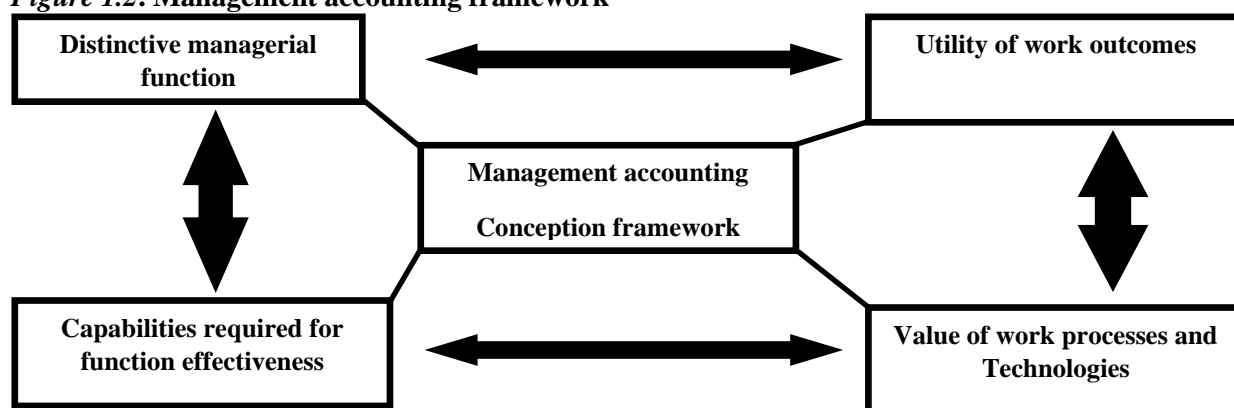 Figure 1.2: Management accounting framework
Distinctive managerial
function
Utility of work outcomes
Management accounting
Conception framework
Capabilities required for
function effectiveness
Value of work processes and
Technologies